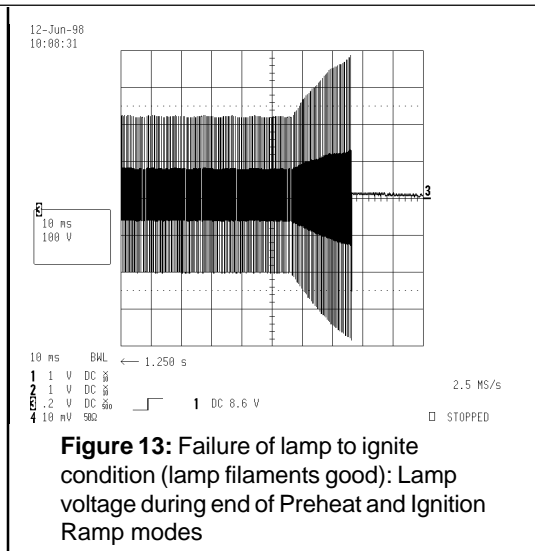 12-Jun-98
10:08:31
3
3
10 ms
100 V
10 ms BWL ← 1.250 s
1 1 V DC
2 1 V DC
3 .2 V DC
4 10 mV 50Ω
1 DC 8.6 V
2.5 MS/s
STOPPED
Figure 13: Failure of lamp to ignite
condition (lamp filaments good): Lamp
voltage during end of Preheat and Ignition
Ramp modes